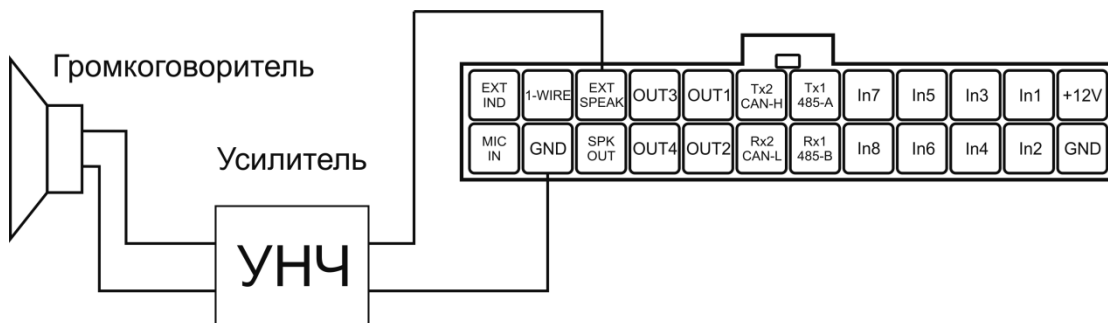 Громкоговоритель
Усилитель
УНЧ
EXT IND 1-WIRE EXT SPEAK OUT3 OUT1 Tx2 CAN-H Tx1 485-A In7 In5 In3 In1 +12V
MIC IN GND SPK OUT OUT4 OUT2 Rx2 CAN-L Rx1 485-B In8 In6 In4 In2 GND